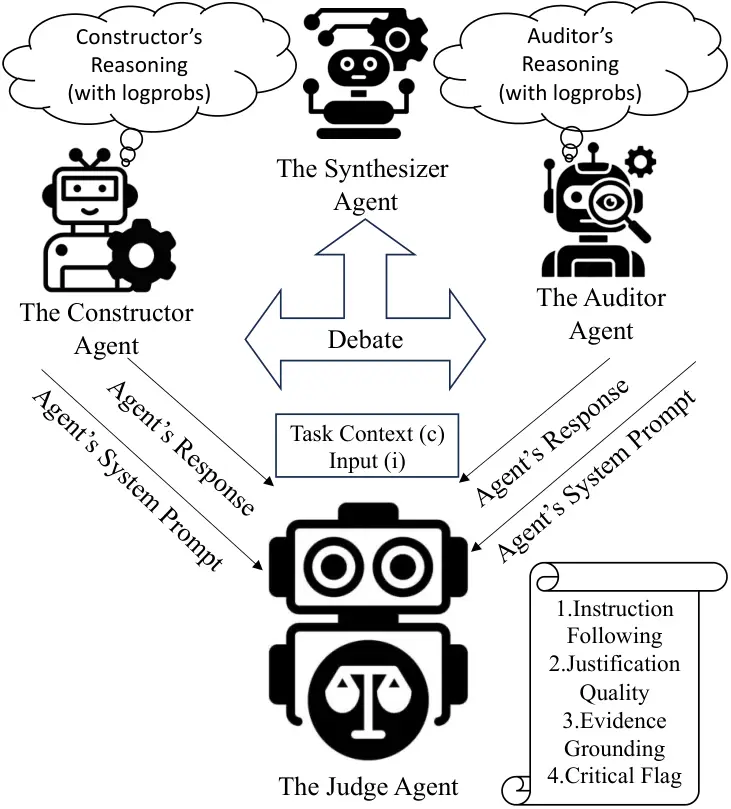 Constructor's
Reasoning
(with logprobs)
Auditor's
Reasoning
(with logprobs)
The Synthesizer
Agent
The Constructor
Agent
The Auditor
Agent
Debate
Agent's Response
Agent's System Prompt
Task Context (c)
Input (i)
Agent's Response
Agent's System Prompt
1.Instruction
Following
2.Justification
Quality
3.Evidence
Grounding
4.Critical Flag
The Judge Agent